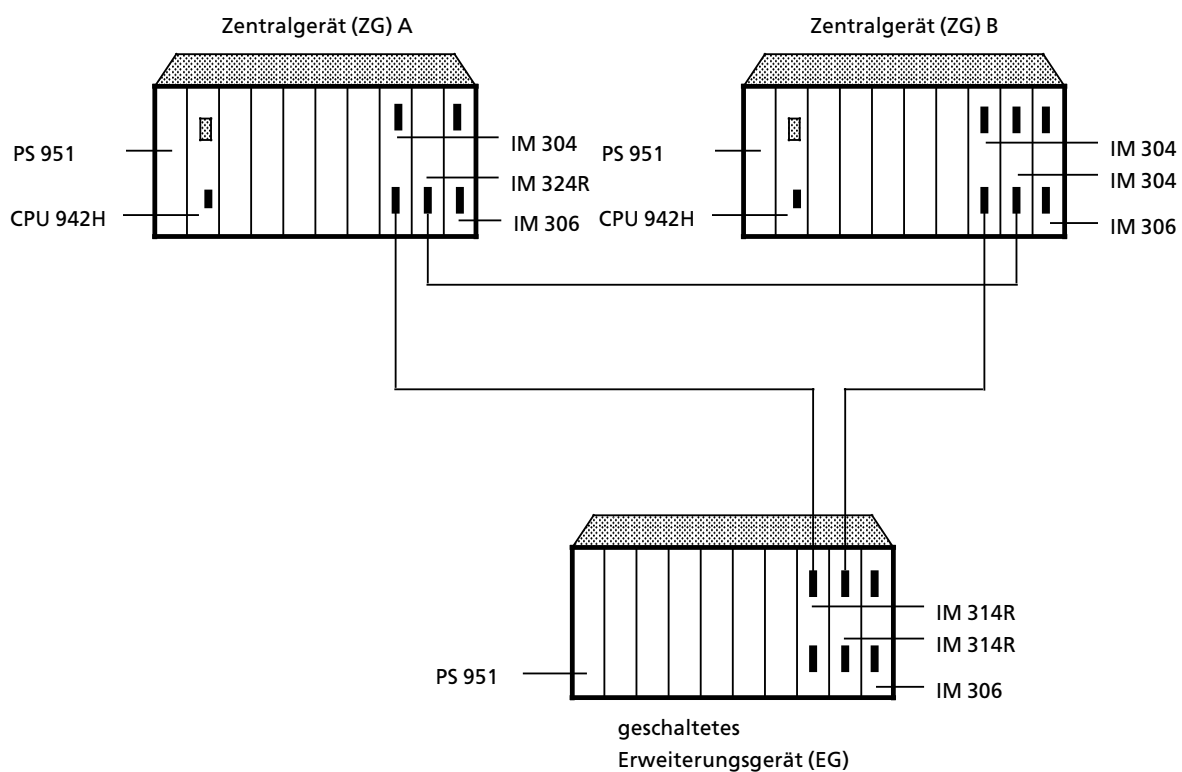 Zentralgerät (ZG) A
PS 951
CPU 942H
IM 304
IM 324R
IM 306
Zentralgerät (ZG) B
PS 951
CPU 942H
IM 304
IM 304
IM 306
PS 951
IM 314R
IM 314R
IM 306
geschaltetes
Erweiterungsgerät (EG)